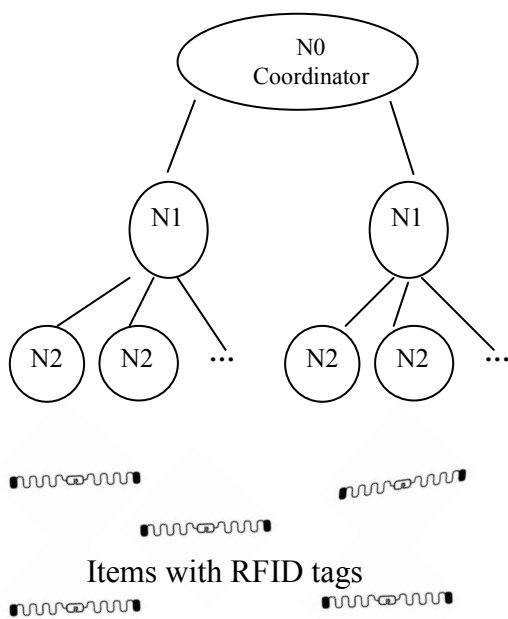 N0
Coordinator
N1 N1
N2 N2 ... N2 N2 ...
Items with RFID tags